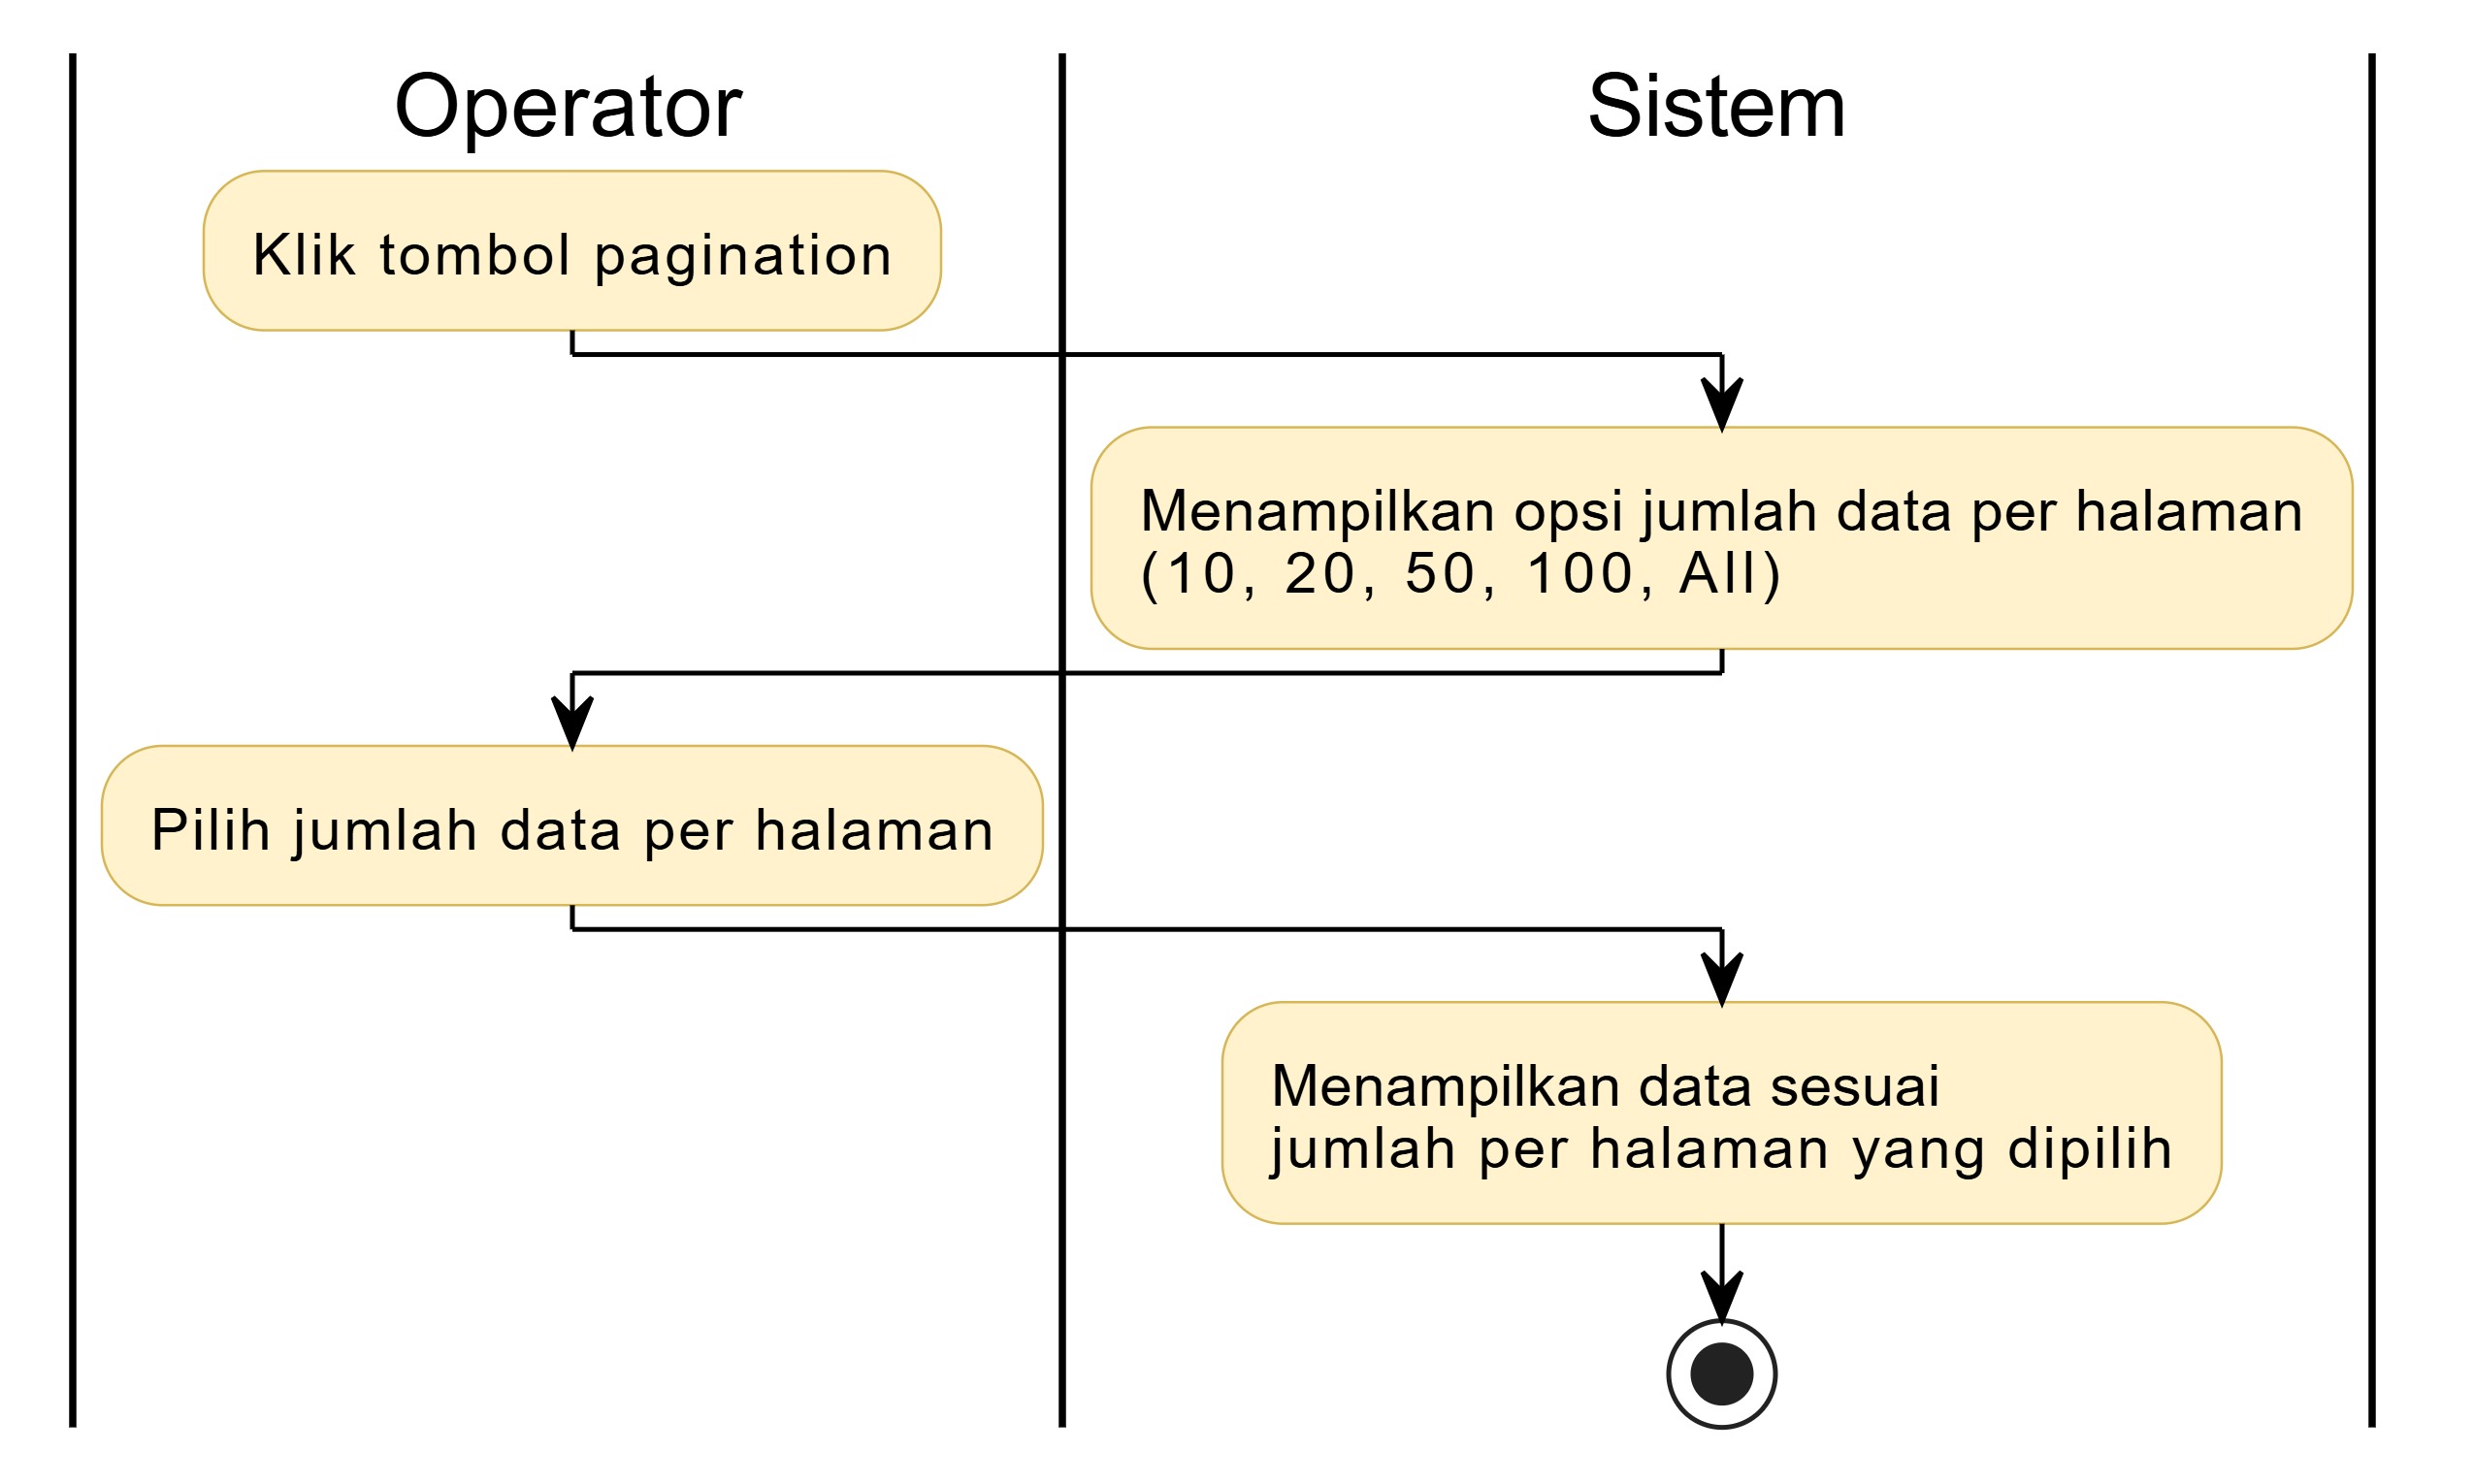 Operator
Sistem
Klik tombol pagination
Menampilkan opsi jumlah data per halaman
(10, 20, 50, 100, All)
Pilih jumlah data per halaman
Menampilkan data sesuai
jumlah per halaman yang dipilih